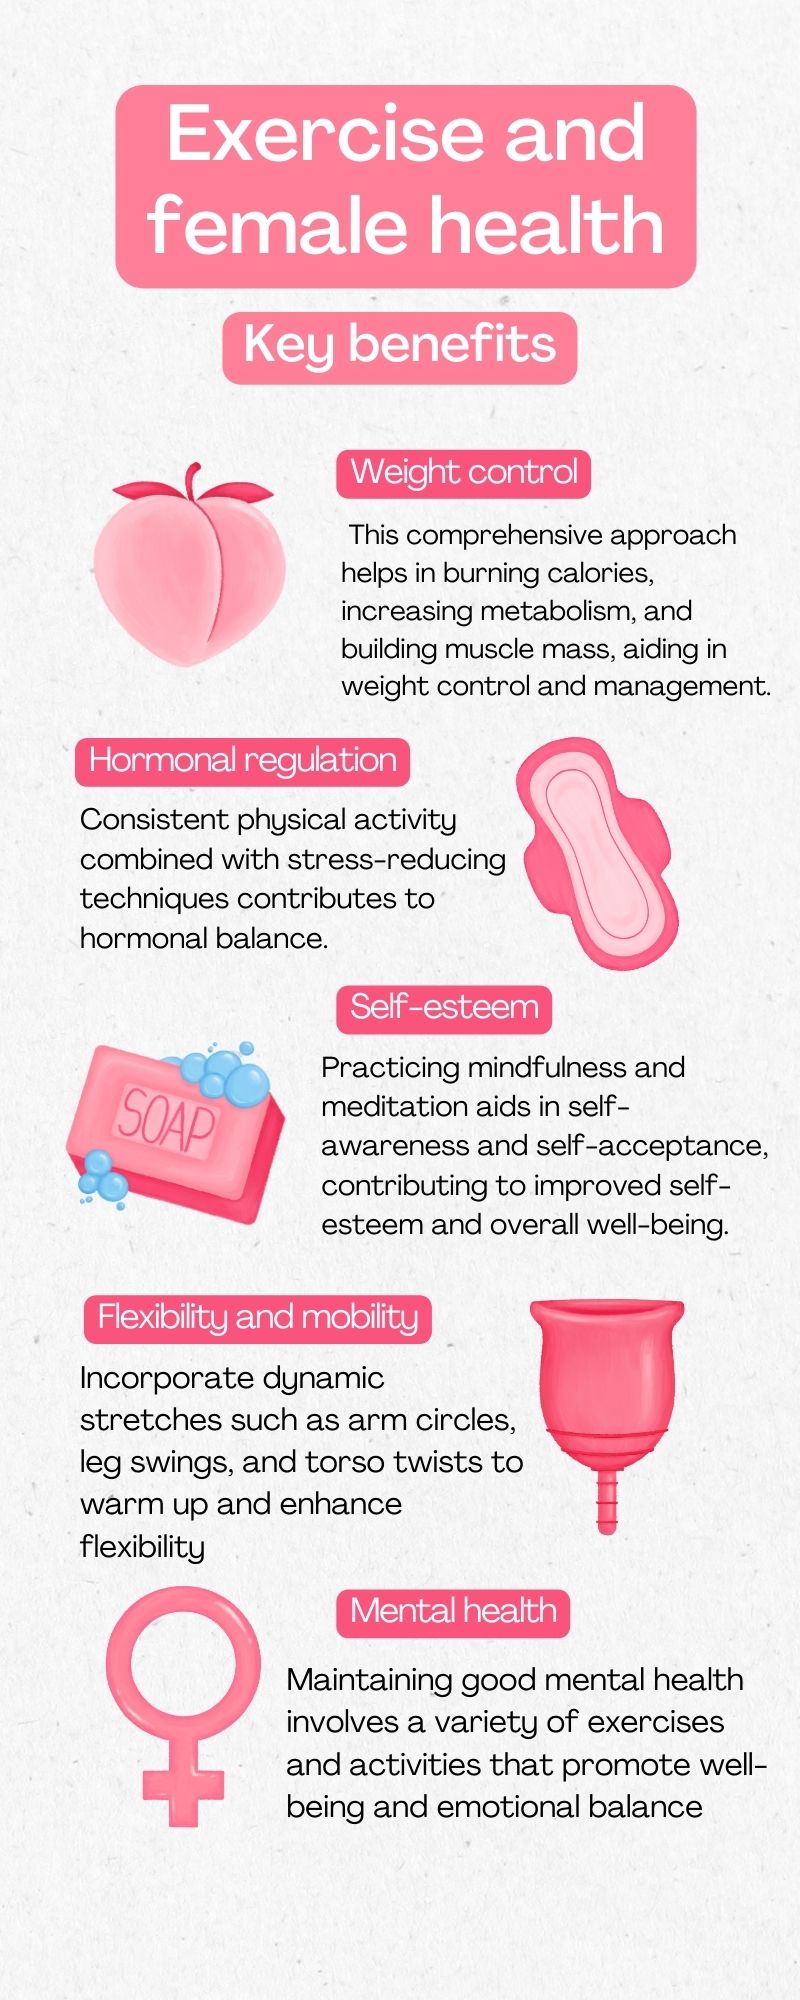 Exercise and
female health
Key benefits
Weight control
This comprehensive approach
helps in burning calories,
increasing metabolism, and
building muscle mass, aiding in
weight control and management.
Hormonal regulation
Consistent physical activity
combined with stress-reducing
techniques contributes to
hormonal balance.
Self-esteem
SOAP
Practicing mindfulness and
meditation aids in self-
awareness and self-acceptance,
contributing to improved self-
esteem and overall well-being.
Flexibility and mobility
Incorporate dynamic
stretches such as arm circles,
leg swings, and torso twists to
warm up and enhance
flexibility
Mental health
Maintaining good mental health
involves a variety of exercises
and activities that promote well-
being and emotional balance